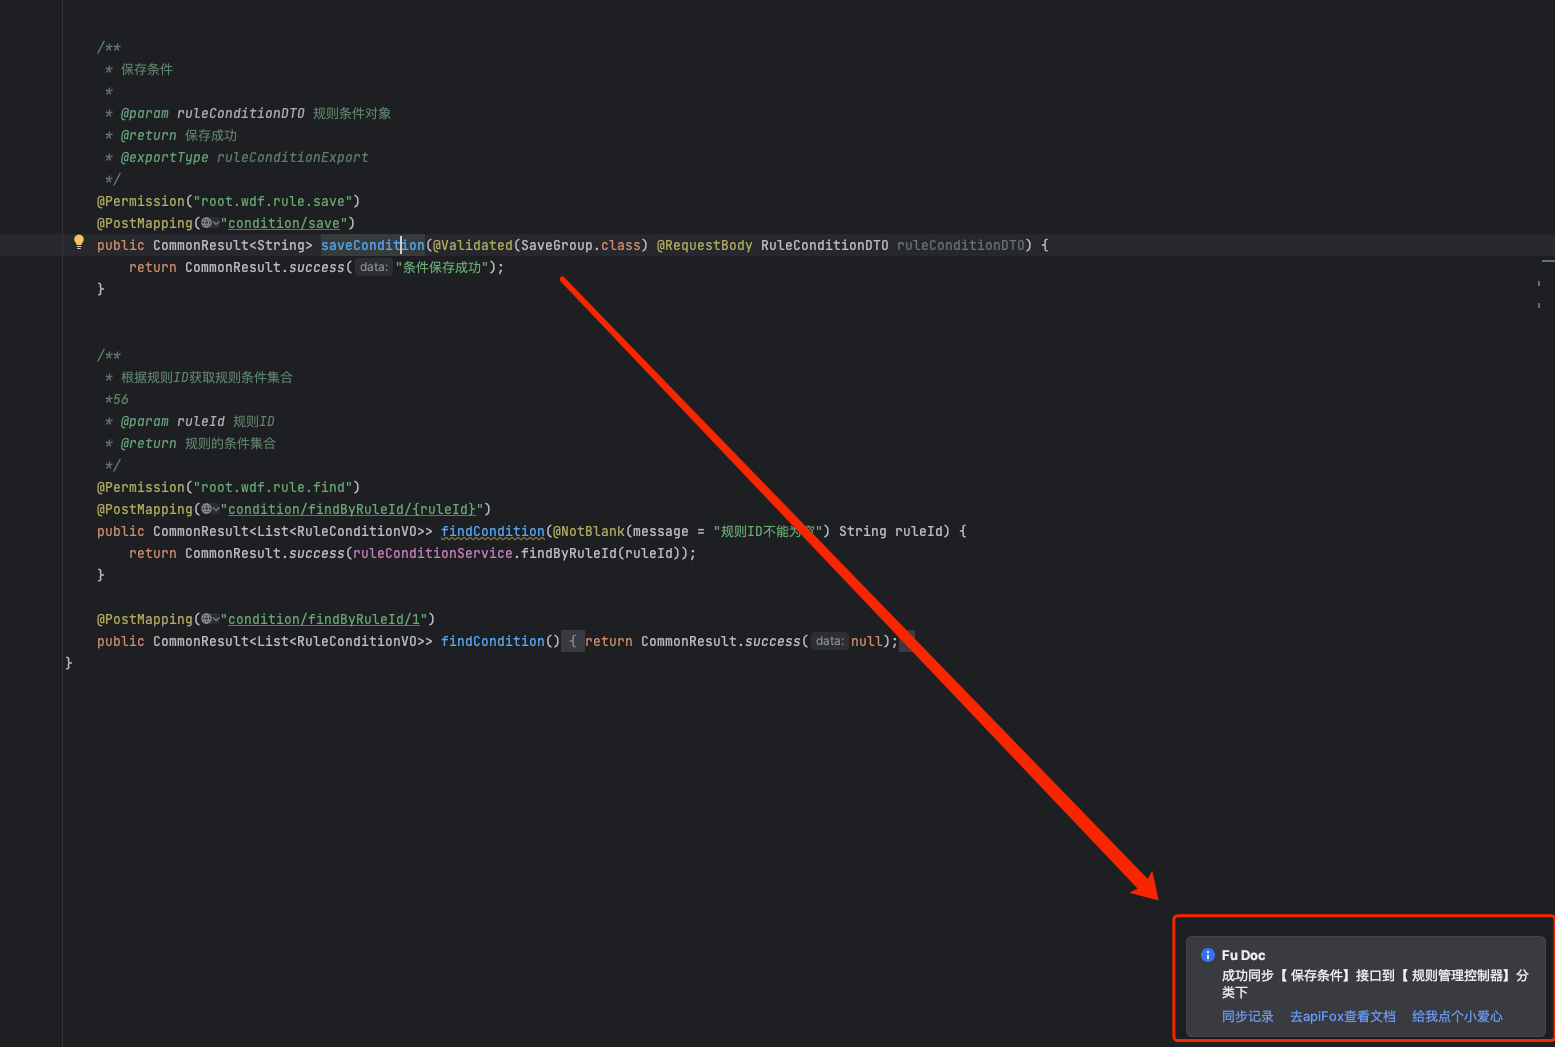 /**
 * 保存条件
 *
 * @param ruleConditionDTO 规则条件对象
 * @return 保存成功
 * @exportType ruleConditionExport
 */
@Permission("root.wdf.rule.save")
@PostMapping("condition/save")
public CommonResult<String> saveCondition(@Validated(SaveGroup.class) @RequestBody RuleConditionDTO ruleConditionDTO) {
return CommonResult.success( data: "条件保存成功");
}
/**
 * 根据规则ID获取规则条件集合
 *56
 * @param ruleId 规则ID
 * @return 规则的条件集合
 */
@Permission("root.wdf.rule.find")
@PostMapping("condition/findByRuleId/{ruleId}")
public CommonResult<List<RuleConditionVO>> findCondition(@NotBlank(message = "规则ID不能为空") String ruleId) {
return CommonResult.success(ruleConditionService.findByRuleId(ruleId));
}
@PostMapping("condition/findByRuleId/1")
public CommonResult<List<RuleConditionVO>> findCondition() { return CommonResult.success( data: null);
}
Fu Doc
成功同步【 保存条件】接口到【 规则管理控制器】分
类下
同步记录 去apiFox查看文档 给我点个小爱心